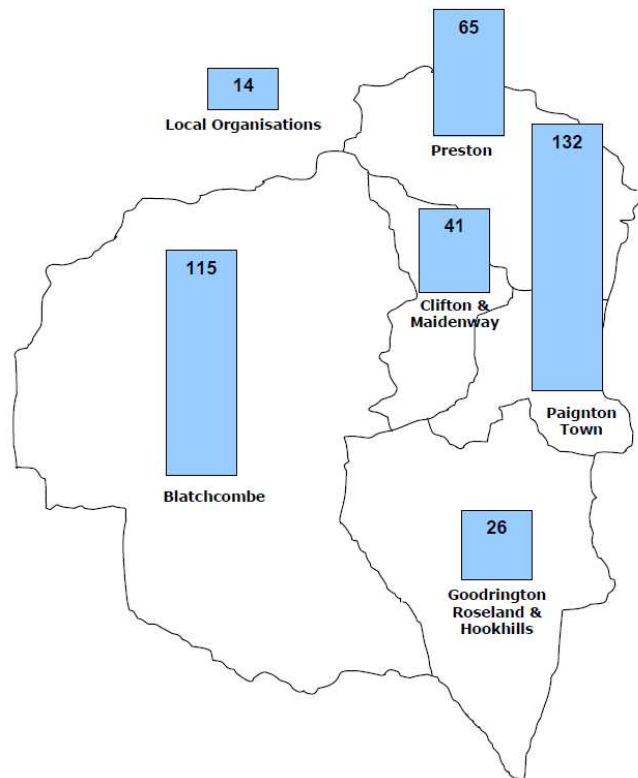 65
14
Local Organisations
Preston
132
41
Clifton &
Maidenway
115
Paignton
Town
Blatchcombe
26
Goodrington
Roseland &
Hookhills